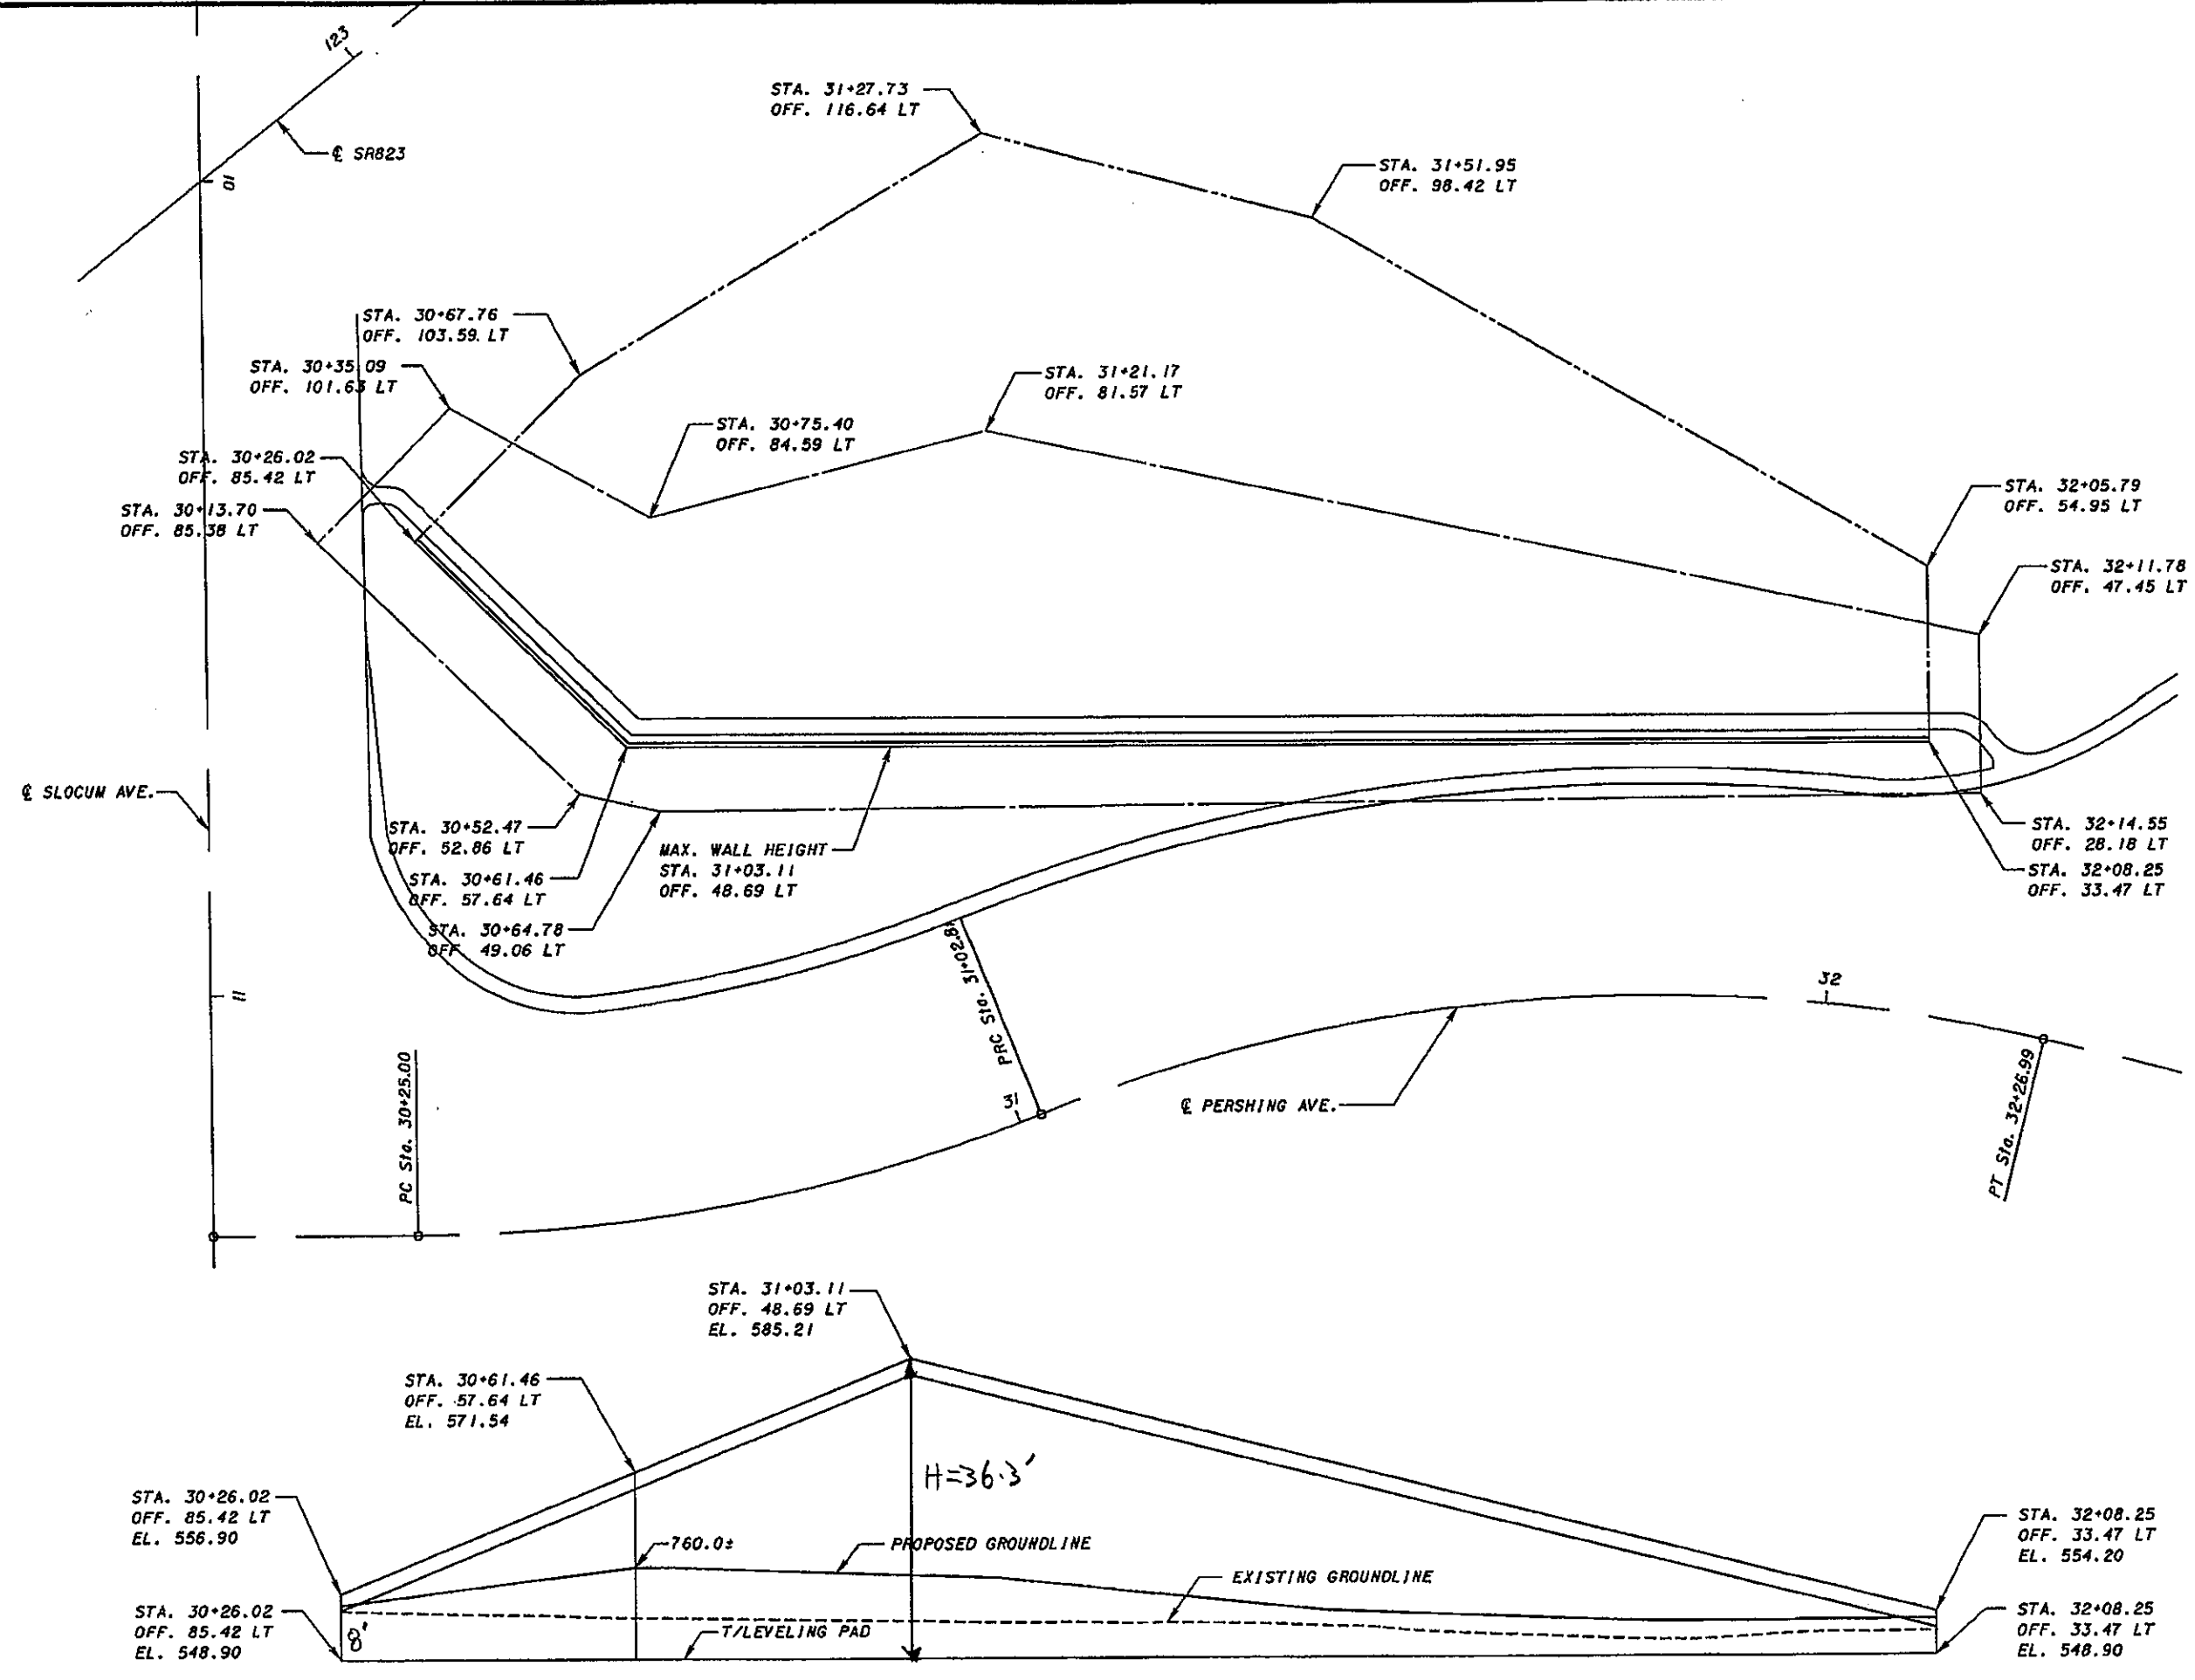 123
℄ SR823
10
STA. 31+27.73
OFF. 116.64 LT
STA. 31+51.95
OFF. 98.42 LT
STA. 30+67.76
OFF. 103.59 LT
STA. 30+35.09
OFF. 101.63 LT
STA. 31+21.17
OFF. 81.57 LT
STA. 30+75.40
OFF. 84.59 LT
STA. 30+26.02
OFF. 85.42 LT
STA. 30+13.70
OFF. 85.38 LT
STA. 32+05.79
OFF. 54.95 LT
STA. 32+11.78
OFF. 47.45 LT
℄ SLOCUM AVE.
STA. 30+52.47
OFF. 52.86 LT
STA. 30+61.46
OFF. 57.64 LT
STA. 30+64.78
OFF. 49.06 LT
MAX. WALL HEIGHT
STA. 31+03.11
OFF. 48.69 LT
STA. 32+14.55
OFF. 28.18 LT
STA. 32+08.25
OFF. 33.47 LT
11
PRC Sta. 31+02.81
32
31
℄ PERSHING AVE.
PC Sta. 30+25.00
PT Sta. 32+26.99
STA. 31+03.11
OFF. 48.69 LT
EL. 585.21
STA. 30+61.46
OFF. 57.64 LT
EL. 571.54
H=36.3'
STA. 30+26.02
OFF. 85.42 LT
EL. 556.90
760.0±
PROPOSED GROUNDLINE
EXISTING GROUNDLINE
STA. 32+08.25
OFF. 33.47 LT
EL. 554.20
STA. 30+26.02
OFF. 85.42 LT
EL. 548.90
8'
T/LEVELING PAD
STA. 32+08.25
OFF. 33.47 LT
EL. 548.90